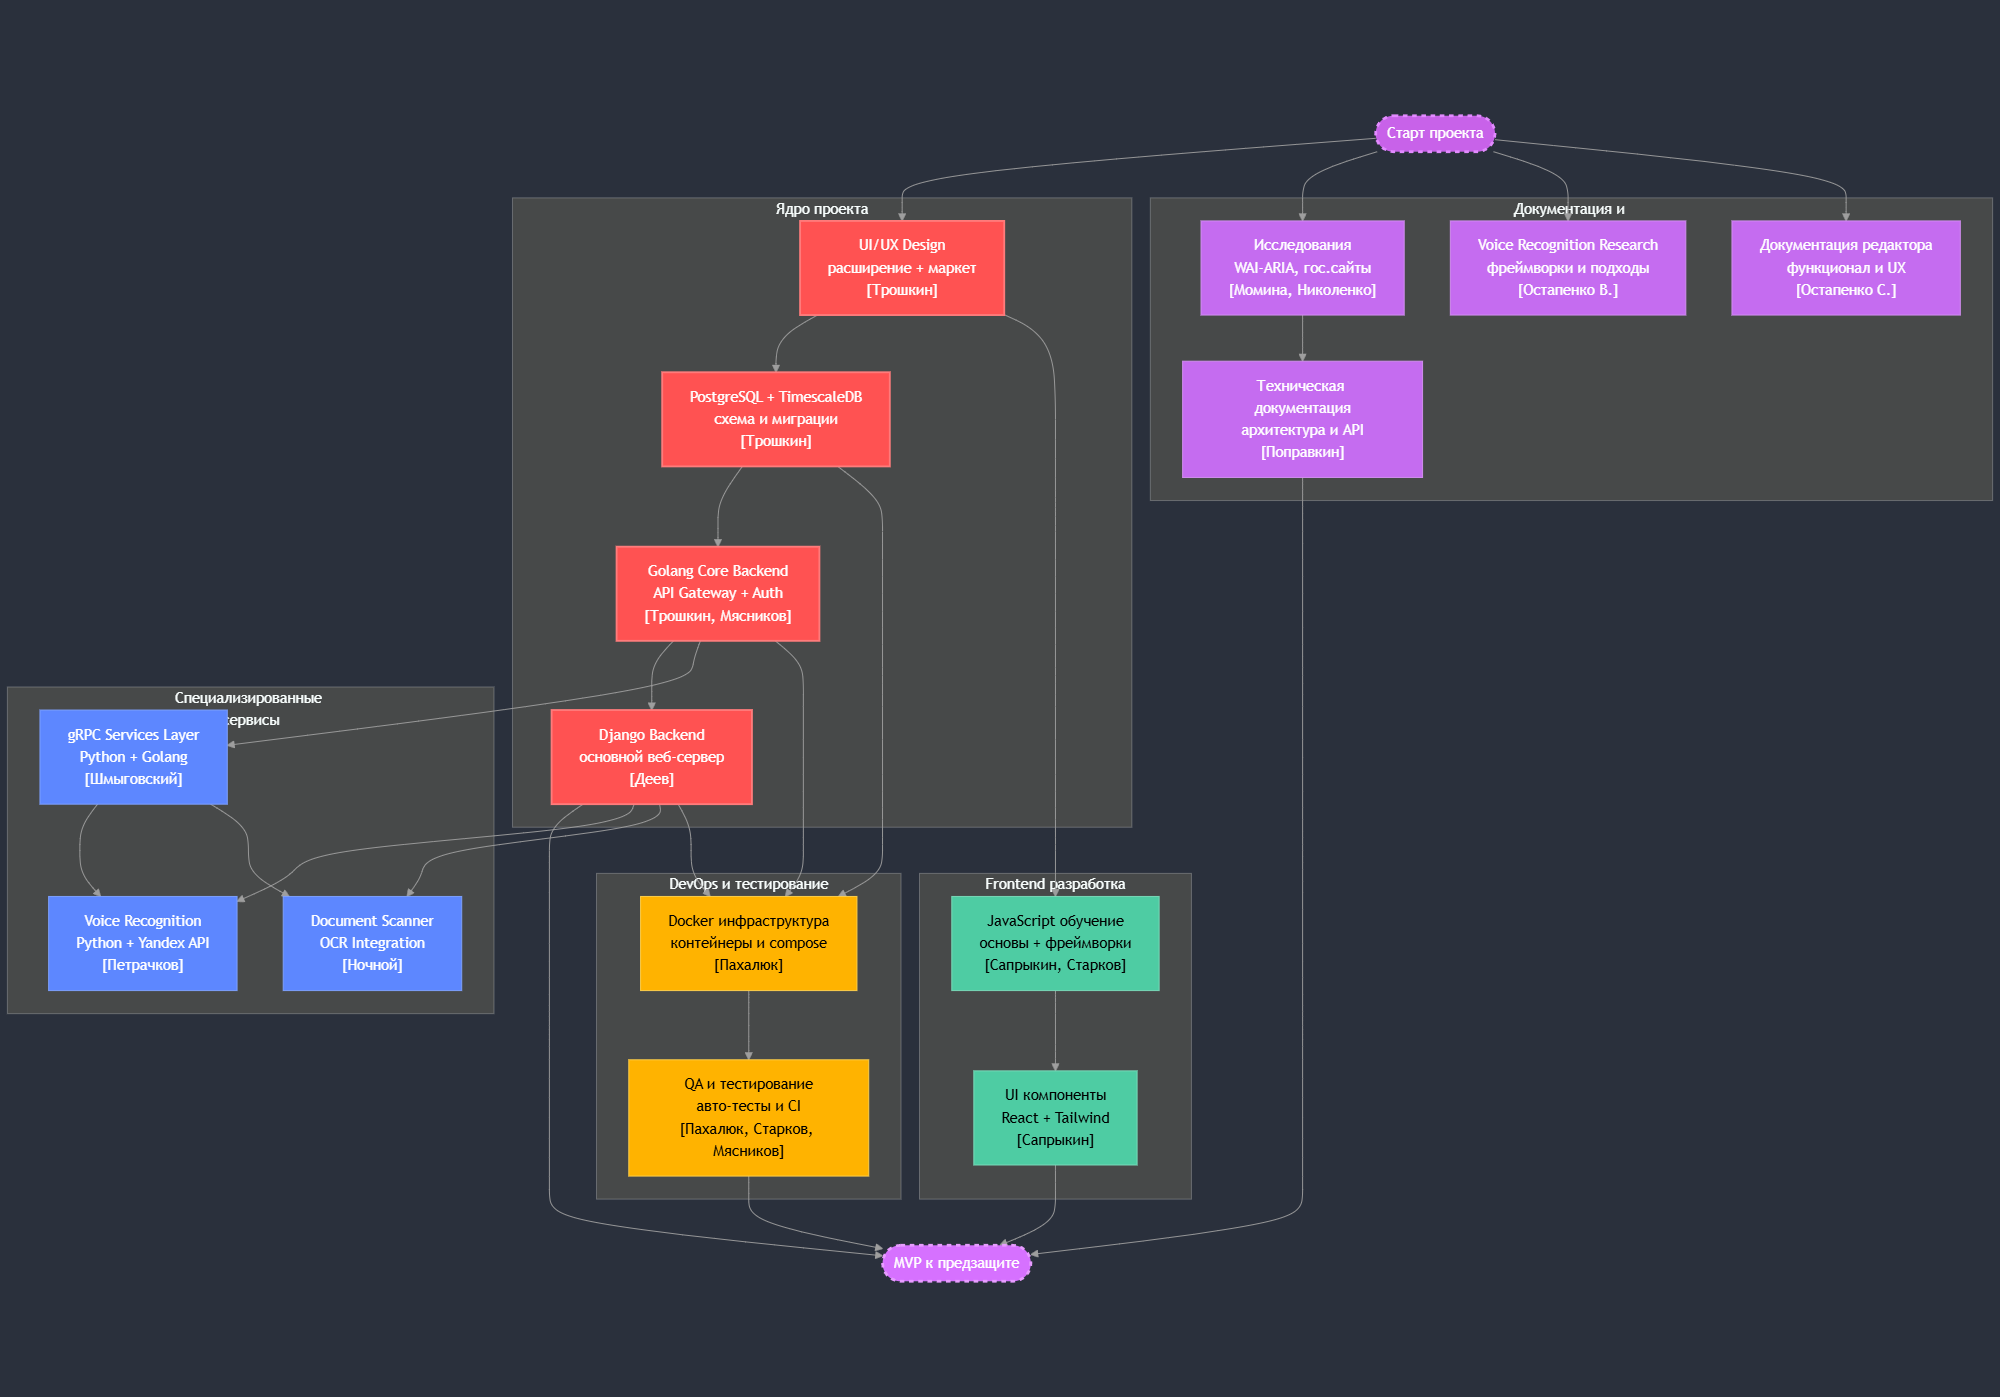 Старт проекта
Ядро проекта
UI/UX Design
расширение + маркет
[Трошкин]
PostgreSQL + TimescaleDB
схема и миграции
[Трошкин]
Golang Core Backend
API Gateway + Auth
[Трошкин, Мясников]
Django Backend
основной веб-сервер
[Деев]
Документация и
Исследования
WAI-ARIA, гос.сайты
[Момина, Николенко]
Voice Recognition Research
фреймворки и подходы
[Остапенко В.]
Документация редактора
функционал и UX
[Остапенко С.]
Техническая
документация
архитектура и API
[Поправкин]
Специализированные
сервисы
gRPC Services Layer
Python + Golang
[Шмыговский]
Voice Recognition
Python + Yandex API
[Петрачков]
Document Scanner
OCR Integration
[Ночной]
DevOps и тестирование
Docker инфраструктура
контейнеры и compose
[Пахалюк]
QA и тестирование
авто-тесты и CI
[Пахалюк, Старков,
Мясников]
Frontend разработка
JavaScript обучение
основы + фреймворки
[Сапрыкин, Старков]
UI компоненты
React + Tailwind
[Сапрыкин]
MVP к предзащите